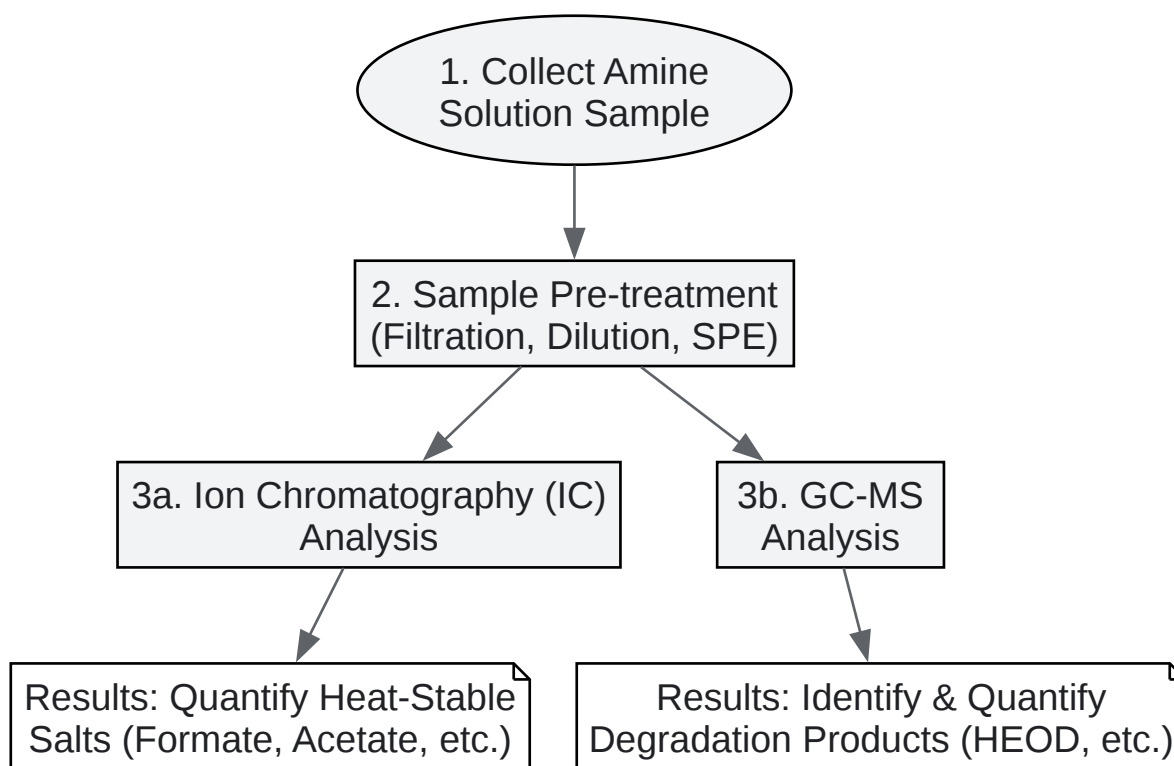 1. Collect Amine
Solution Sample
2. Sample Pre-treatment
(Filtration, Dilution, SPE)
3a. Ion Chromatography (IC)
Analysis
3b. GC-MS
Analysis
Results: Quantify Heat-Stable
Salts (Formate, Acetate, etc.)
Results: Identify & Quantify
Degradation Products (HEOD, etc.)